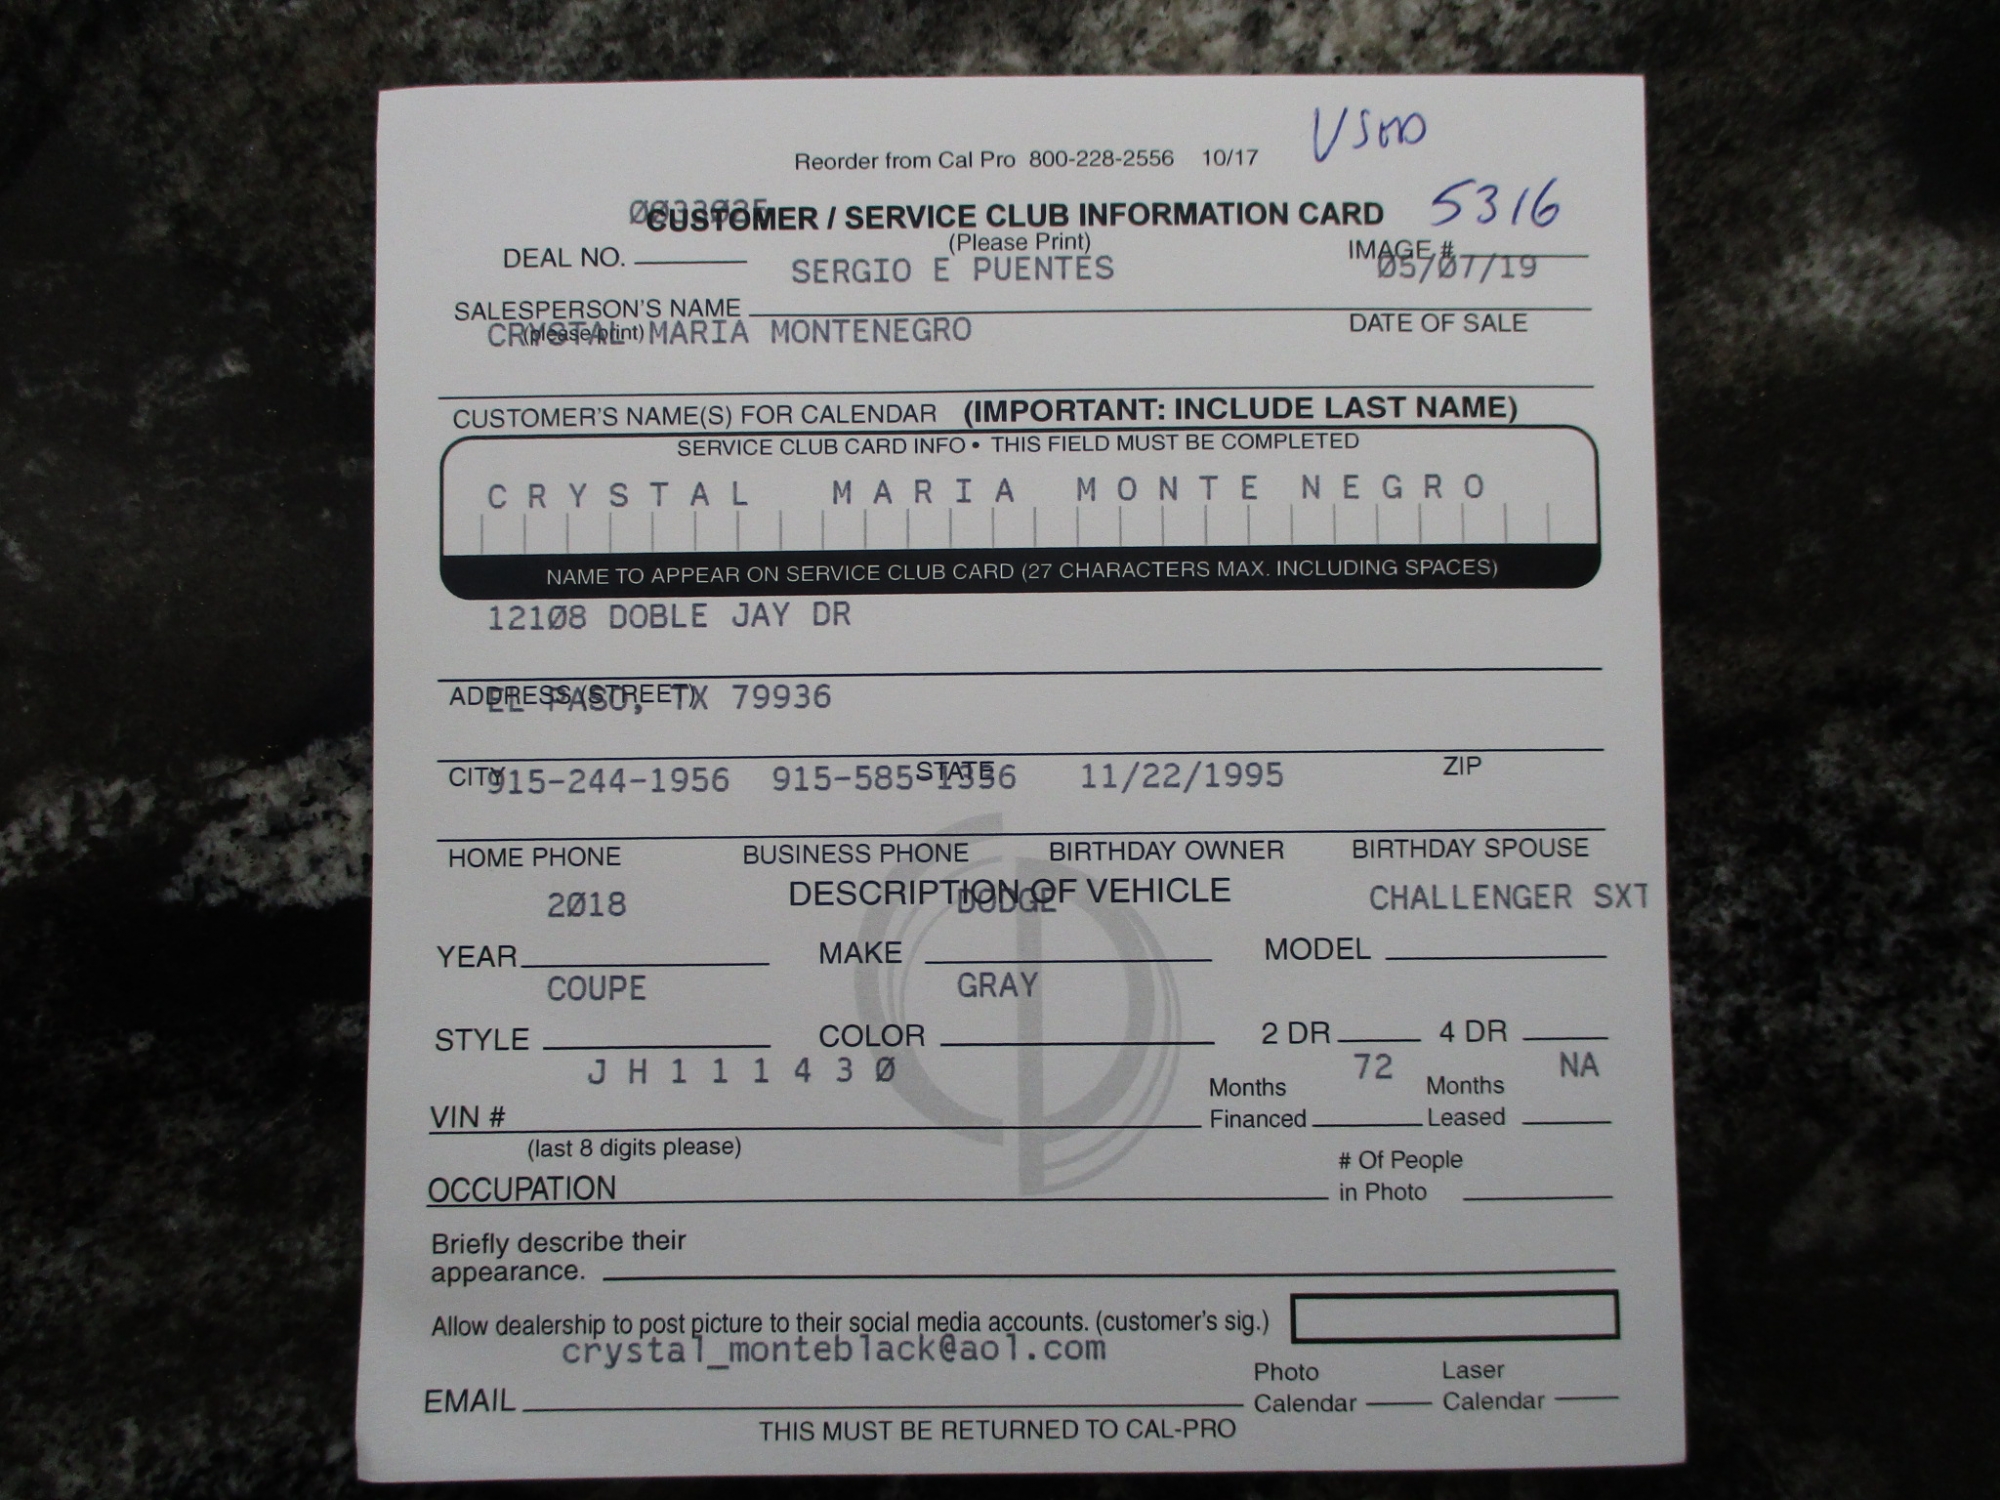 USED
Reorder from Cal Pro 800-228-2556 10/17
CUSTOMER / SERVICE CLUB INFORMATION CARD 5316
(Please Print)
DEAL NO. IMAGE #
SERGIO E PUENTES 05/07/19
SALESPERSON'S NAME
(please print) DATE OF SALE
CRYSTAL MARIA MONTENEGRO
CUSTOMER'S NAME(S) FOR CALENDAR (IMPORTANT: INCLUDE LAST NAME)
SERVICE CLUB CARD INFO • THIS FIELD MUST BE COMPLETED
CRYSTAL MARIA MONTE NEGRO
NAME TO APPEAR ON SERVICE CLUB CARD (27 CHARACTERS MAX. INCLUDING SPACES)
12108 DOBLE JAY DR
ADDRESS (STREET)
EL PASO, TX 79936
CITY STATE ZIP
915-244-1956 915-585-1356 11/22/1995
HOME PHONE BUSINESS PHONE BIRTHDAY OWNER BIRTHDAY SPOUSE
DESCRIPTION OF VEHICLE
2018 DODGE CHALLENGER SXT
YEAR MAKE MODEL
COUPE GRAY
STYLE COLOR 2 DR 4 DR
JH111430 72 NA
VIN # Months Financed Months Leased
(last 8 digits please)
OCCUPATION # Of People in Photo
Briefly describe their
appearance.
Allow dealership to post picture to their social media accounts. (customer's sig.)
crystal_monteblack@aol.com
EMAIL Photo Calendar Laser Calendar
THIS MUST BE RETURNED TO CAL-PRO